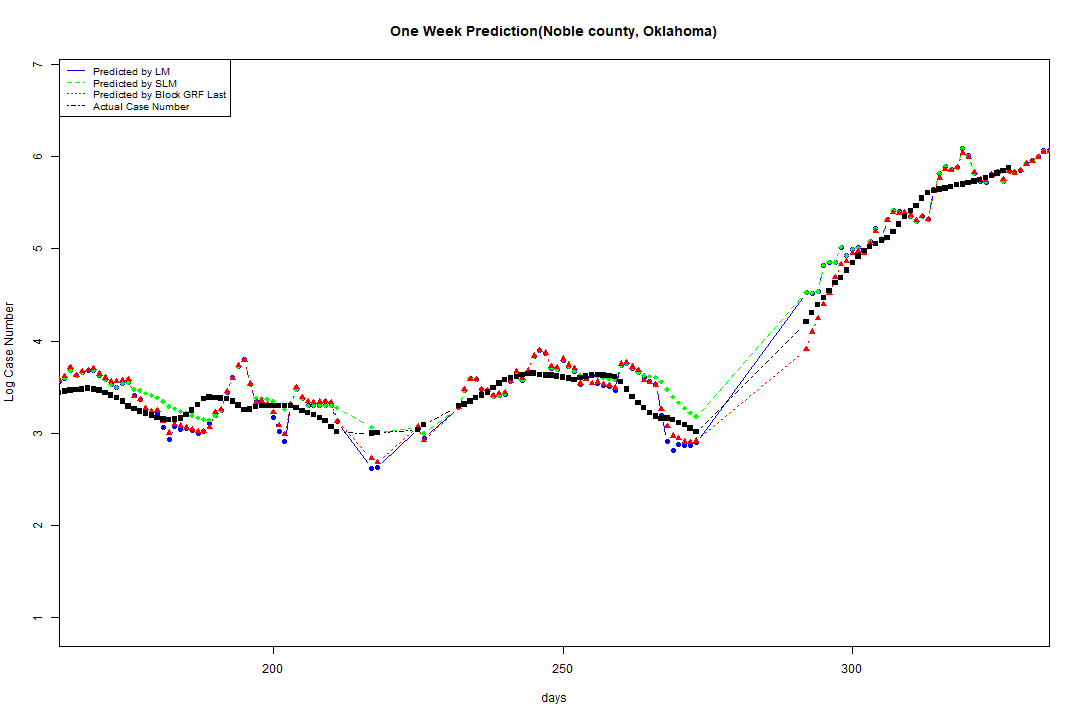 One Week Prediction(Noble county, Oklahoma)
Predicted by LM
Predicted by SLM
Predicted by Block GRF Last
Actual Case Number
7
6
5
4
3
2
1
Log Case Number
200 250 300
days